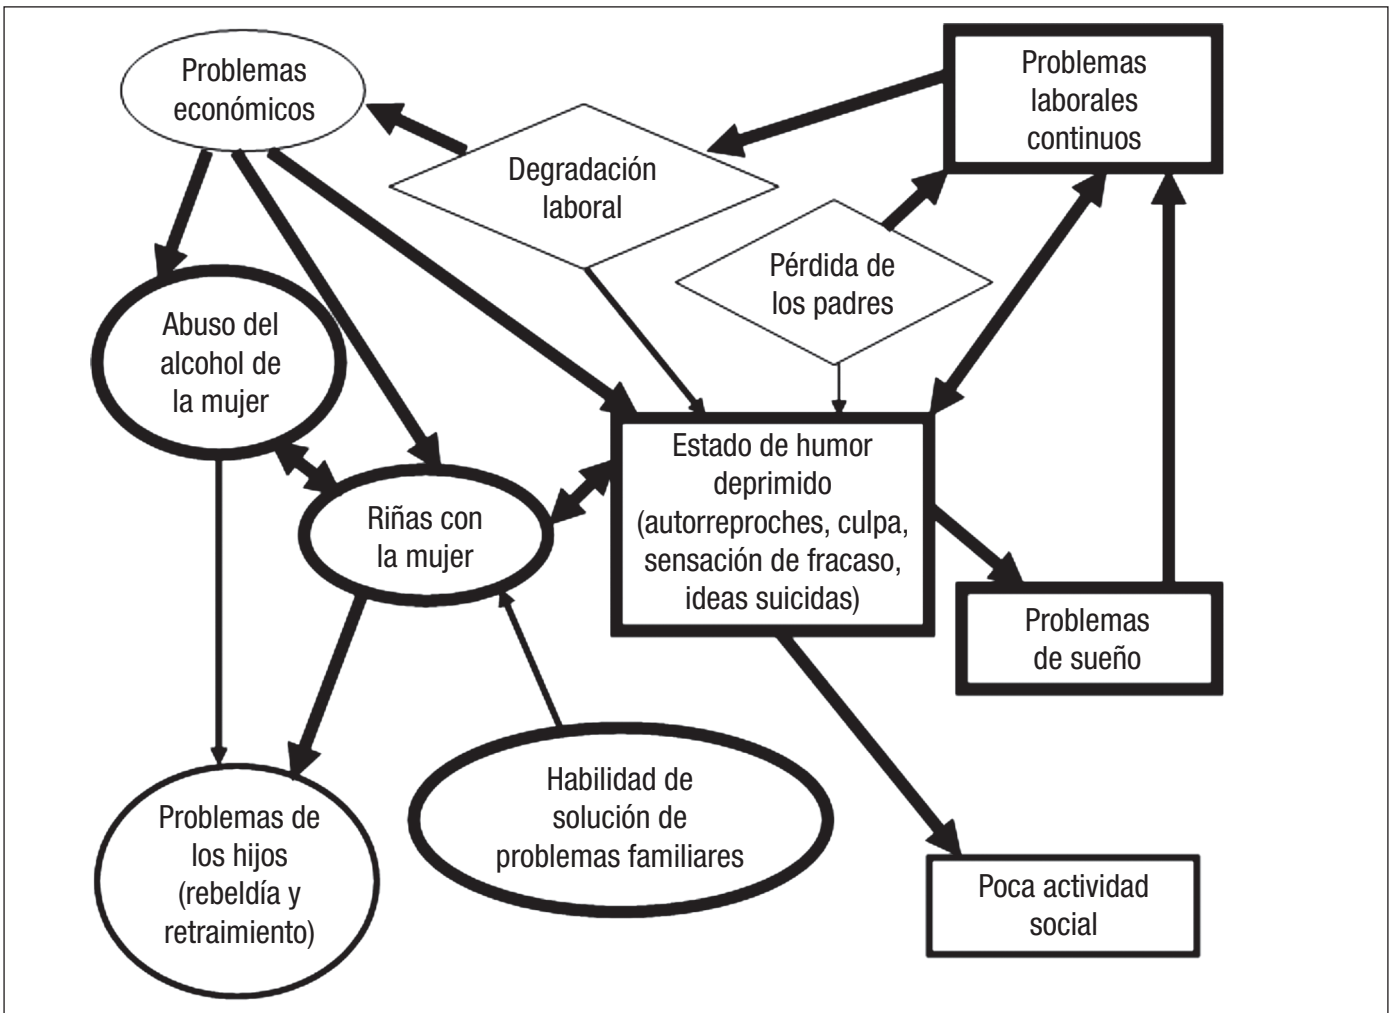 Problemas
económicos
Problemas
laborales
continuos
Degradación
laboral
Pérdida de
los padres
Abuso del
alcohol de
la mujer
Estado de humor
deprimido
(autorreproches, culpa,
sensación de fracaso,
ideas suicidas)
Riñas con
la mujer
Problemas
de sueño
Habilidad de
solución de
problemas familiares
Problemas de
los hijos
(rebeldía y
retraimiento)
Poca actividad
social